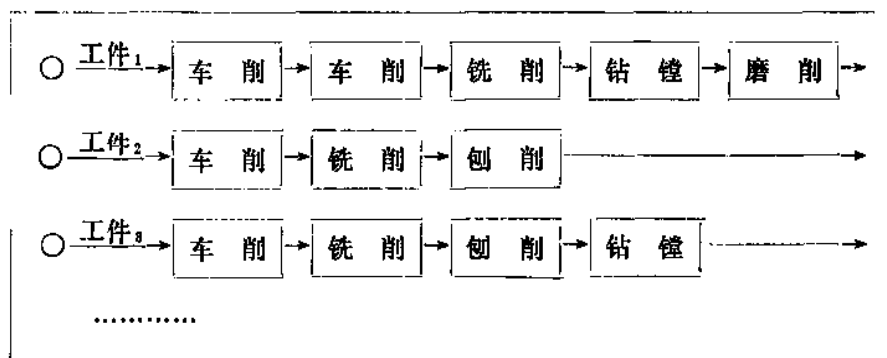 工件₁ 车削 车削 铣削 钻镗 磨削
工件₂ 车削 铣削 刨削
工件₃ 车削 铣削 刨削 钻镗
…………